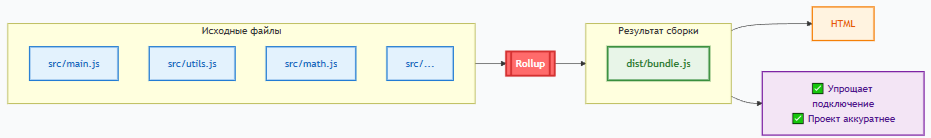 Исходные файлы
src/main.js
src/utils.js
src/math.js
src/...
Rollup
Результат сборки
dist/bundle.js
HTML
✅ Упрощает
подключение
✅ Проект аккуратнее